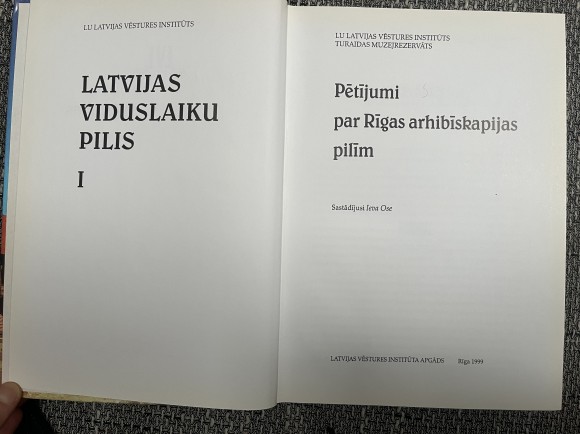 LU LATVIJAS VĒSTURES INSTITŪTS
LATVIJAS
VIDUSLAIKU
PILIS
I
LU LATVIJAS VĒSTURES INSTITŪTS
TURAIDAS MUZEJREZERVĀTS
Pētījumi
par Rīgas arhibīskapijas
pilīm
Sastādījusi Ieva Ose
LATVIJAS VĒSTURES INSTITŪTA APGĀDS Rīga 1999